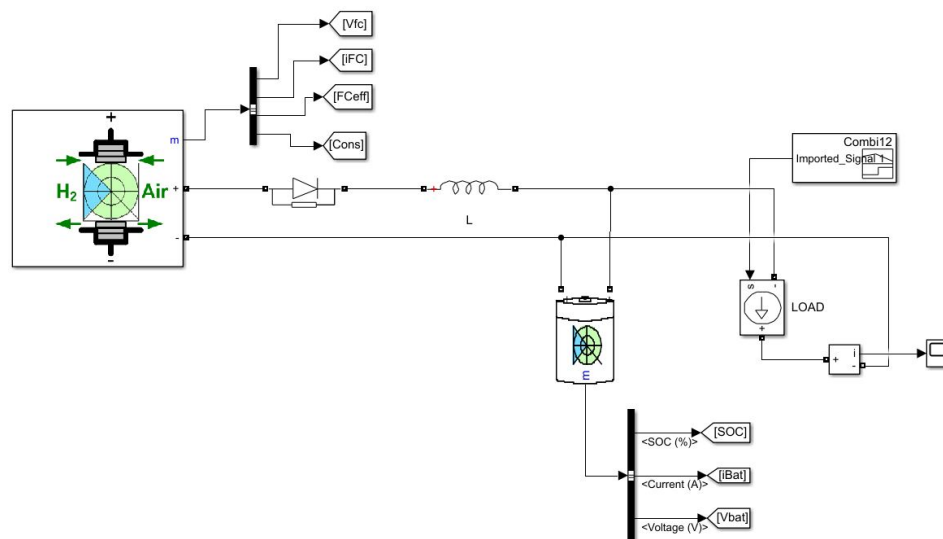 [Vfc]
[iFC]
[FCeff]
[Cons]
+
m
H2 Air
+
-
-
+
L
Combi12
Imported_Signal 1
s
-
LOAD
+
+
i
-
m
<SOC (%)>
[SOC]
<Current (A)>
[iBat]
<Voltage (V)>
[Vbat]